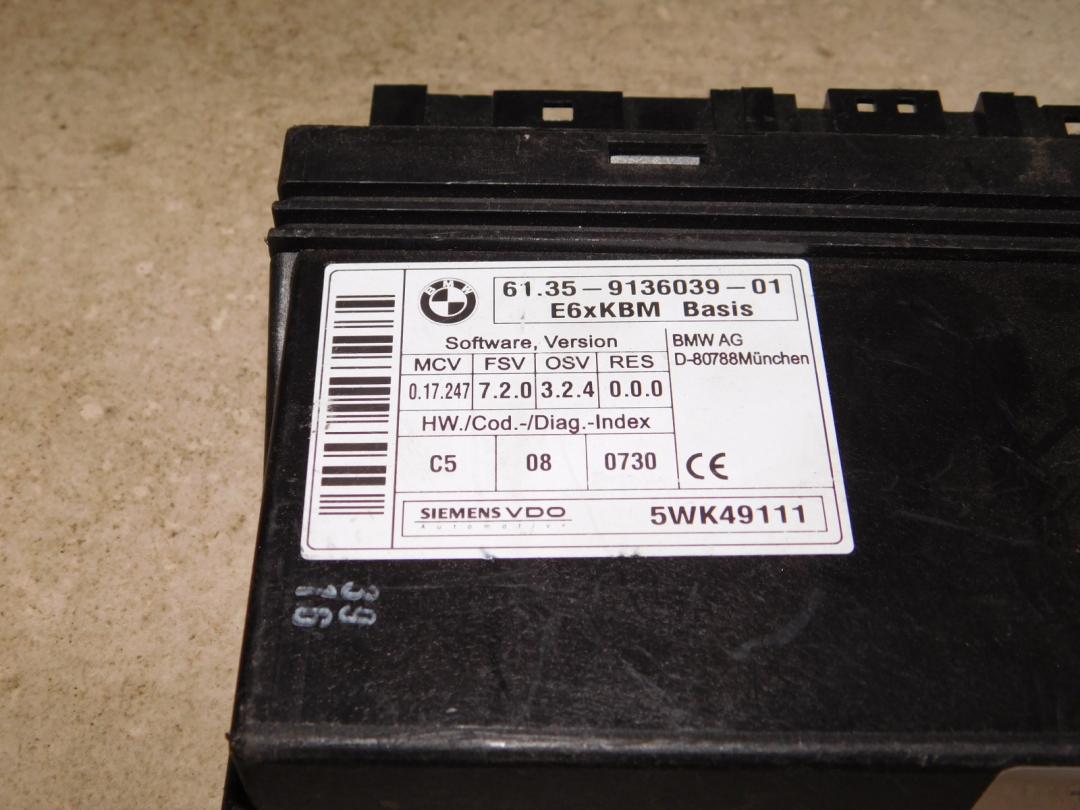 BMW
61.35-9136039-01
E6xKBM Basis
Software, Version
BMW AG
D-80788München
MCV FSV OSV RES
0.17.247 7.2.0 3.2.4 0.0.0
HW./Cod.-/Diag.-Index
C5 08 0730
CE
SIEMENS VDO
Automotive
5WK49111